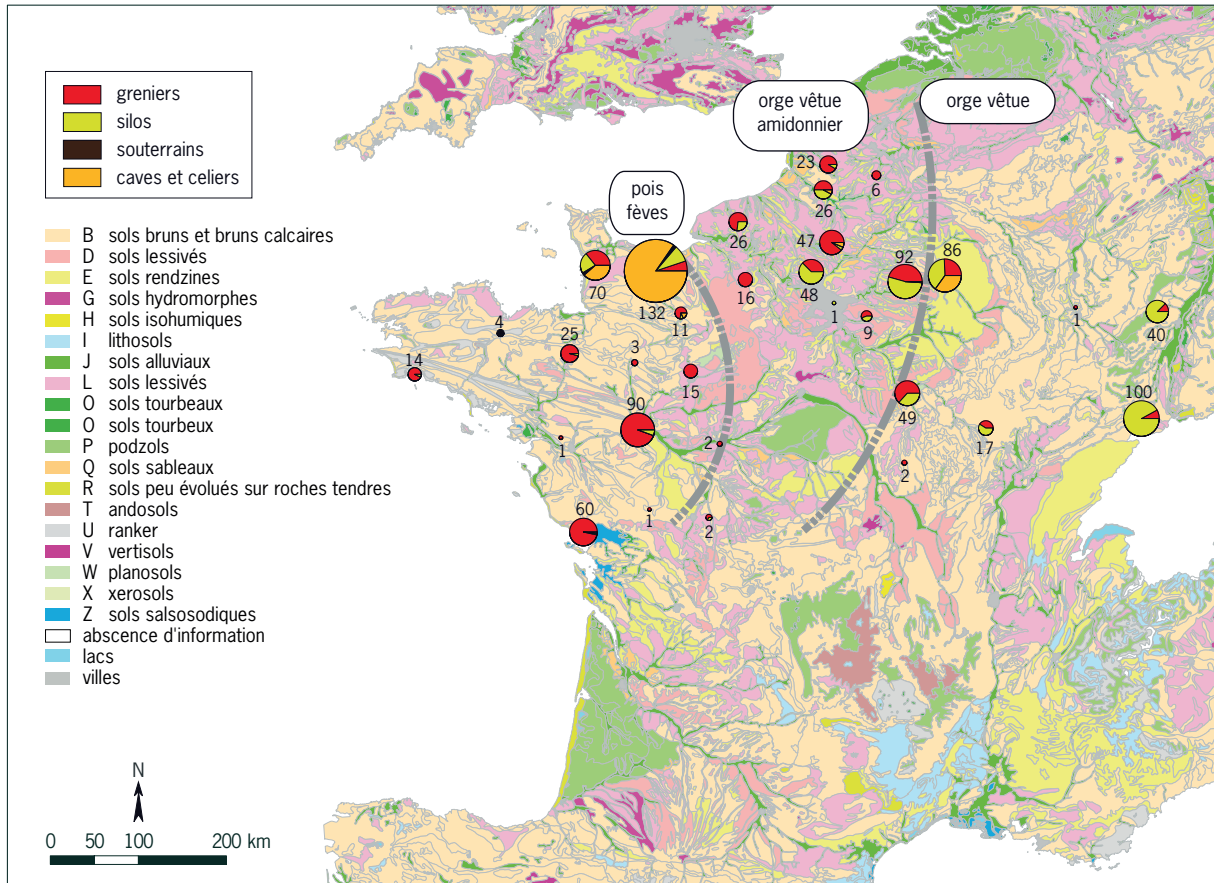 greniers
silos
souterrains
caves et celiers
B sols bruns et bruns calcaires
D sols lessivés
E sols rendzines
G sols hydromorphes
H sols isohumiques
I lithosols
J sols alluviaux
L sols lessivés
O sols tourbeaux
O sols tourbeux
P podzols
Q sols sableaux
R sols peu évolués sur roches tendres
T andosols
U ranker
V vertisols
W planosols
X xerosols
Z sols salsosodiques
abscence d'information
lacs
villes
N
0 50 100 200 km
orge vêtue
amidonnier
orge vêtue
pois
fèves
23
6
26
26
47
92
86
70
132
48
16
1
9
11
1
40
4
25
3
14
15
90
49
100
17
1
2
2
1
2
60